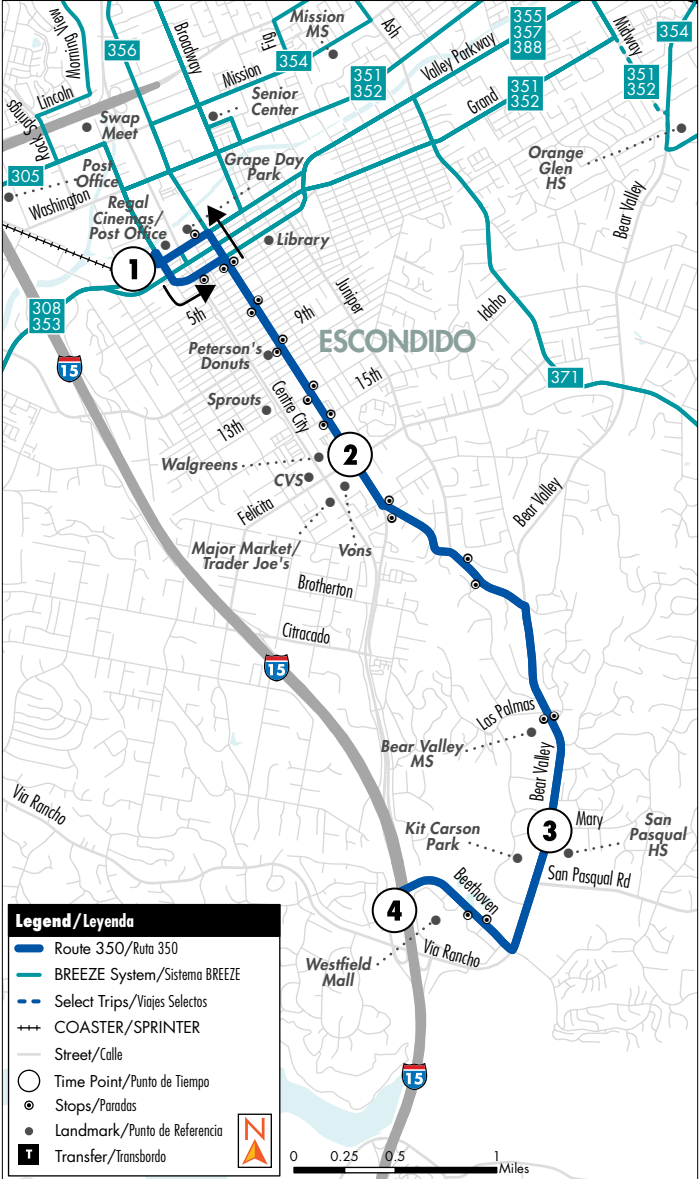 Manning View
356
Broadway
Fig
Mission
MS
Ash
355
357
388
Midway
354
Mission
354
351
352
Valley Parkway
351
352
351
352
Lincoln
Rock Springs
Swap
Meet
Senior
Center
Grand
Orange
Glen
HS
305
Post
Office
Washington
Grape Day
Park
Regal
Cinemas/
Post Office
Library
Bear Valley
1
308
353
5th
Juniper
9th
Idaho
ESCONDIDO
15
Peterson's
Donuts
15th
371
Sprouts
Centre City
13th
2
Walgreens
CVS
Felicita
Bear Valley
Major Market/
Trader Joe's
Vons
Brotherton
Citracado
15
Las Palmas
Bear Valley
MS
Bear Valley
Via Rancho
Kit Carson
Park
3
Mary
San
Pasqual
HS
San Pasqual Rd
Beethoven
4
Via Rancho
Westfield
Mall
15
Legend/Leyenda
Route 350/Ruta 350
BREEZE System/Sistema BREEZE
Select Trips/Viajes Selectos
COASTER/SPRINTER
Street/Calle
Time Point/Punto de Tiempo
Stops/Paradas
Landmark/Punto de Referencia
T Transfer/Transbordo
N
0 0.25 0.5 1
Miles